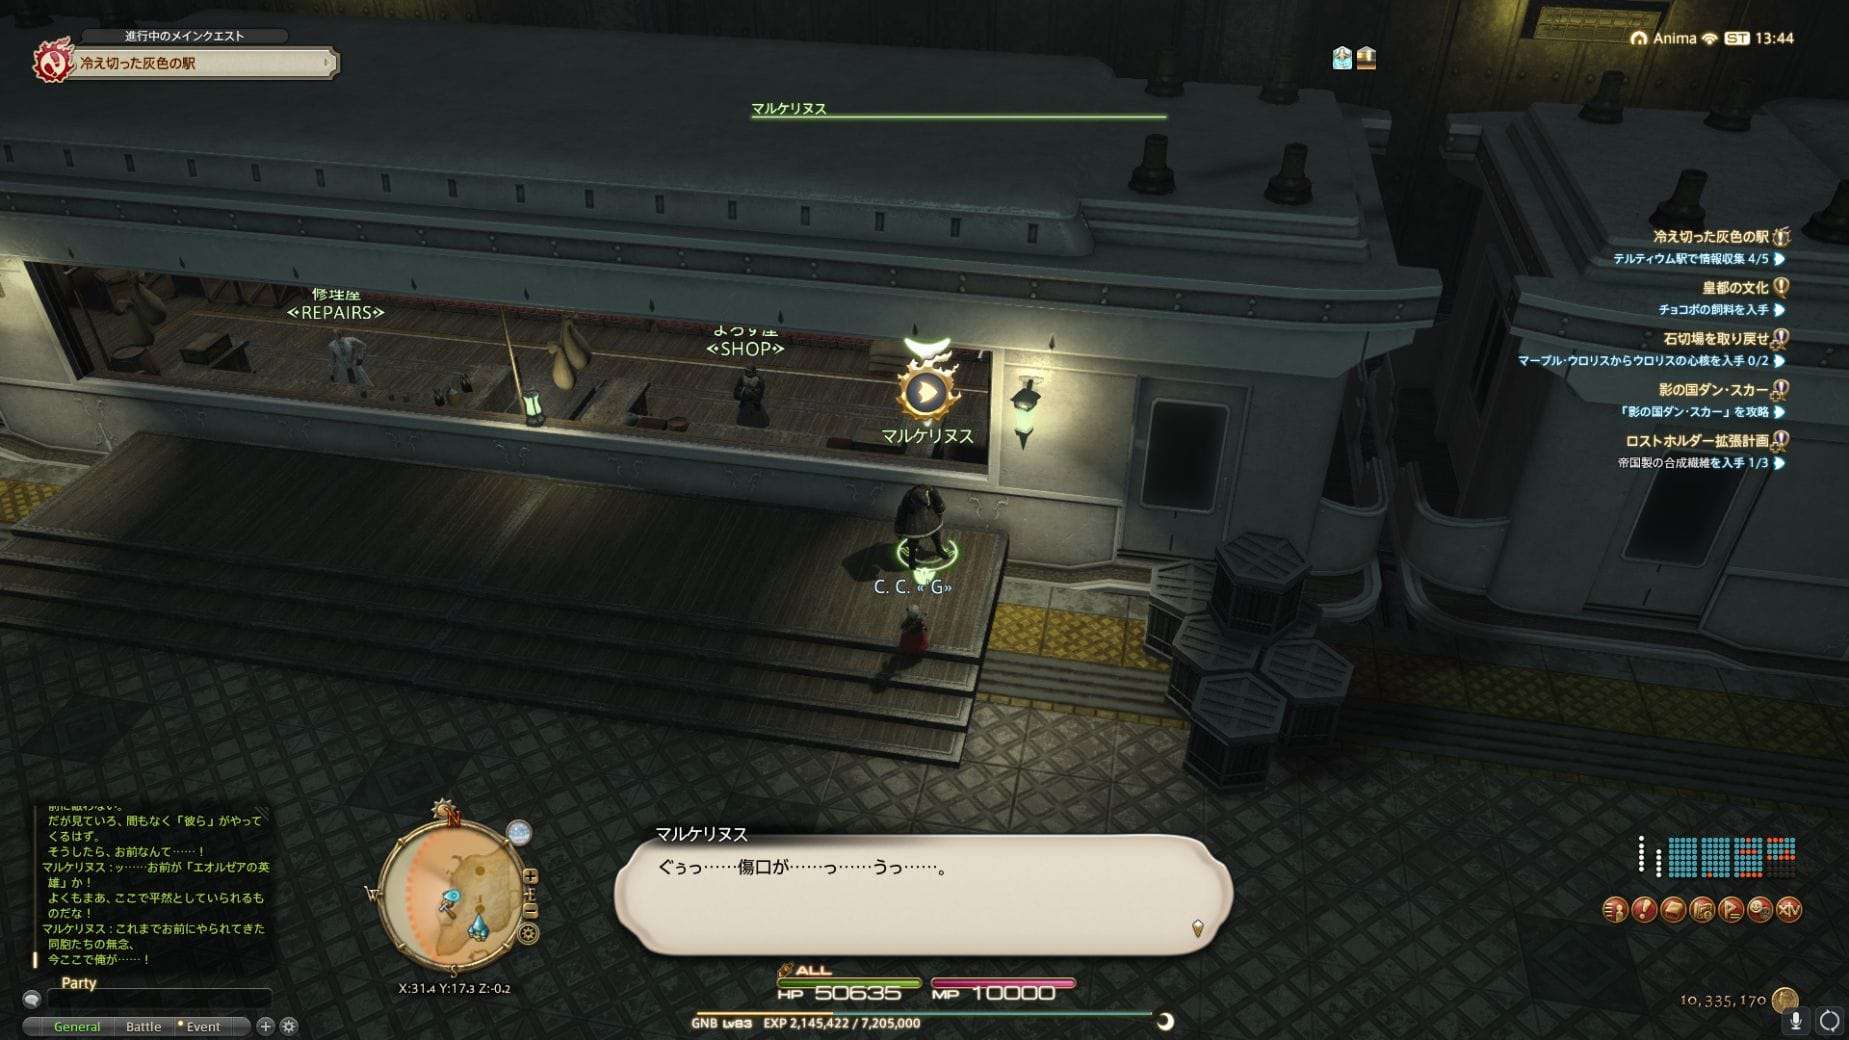 進行中のメインクエスト
冷え切った灰色の駅
Anima ST 13:44
マルケリヌス
修理屋
<REPAIRS>
よろず屋
<SHOP>
マルケリヌス
C. C. «G»
冷え切った灰色の駅
テルティウム駅で情報収集 4/5
皇都の文化
チョコボの飼料を入手
石切場を取り戻せ
マーブル・ウロリスからウロリスの心核を入手 0/2
影の国ダン・スカー
「影の国ダン・スカー」を攻略
ロストホルダー拡張計画
帝国製の合成繊維を入手 1/3
前に敵わない。
だが見ていろ、間もなく「彼ら」がやって
くるはず。
そうしたら、お前なんて……！
マルケリヌス：ッ……お前が「エオルゼアの英
雄」か！
よくもまあ、ここで平然としていられるも
のだな！
マルケリヌス：これまでお前にやられてきた
同胞たちの無念、
今ここで俺が……！
Party
General Battle Event
N
W
S
X:31.4 Y:17.3 Z:-0.2
マルケリヌス
ぐぅっ……傷口が……っ……うっ……。
ALL
HP 50635 MP 10000
GNB Lv83 EXP 2,145,422 / 7,205,000
XIV
10,335,170